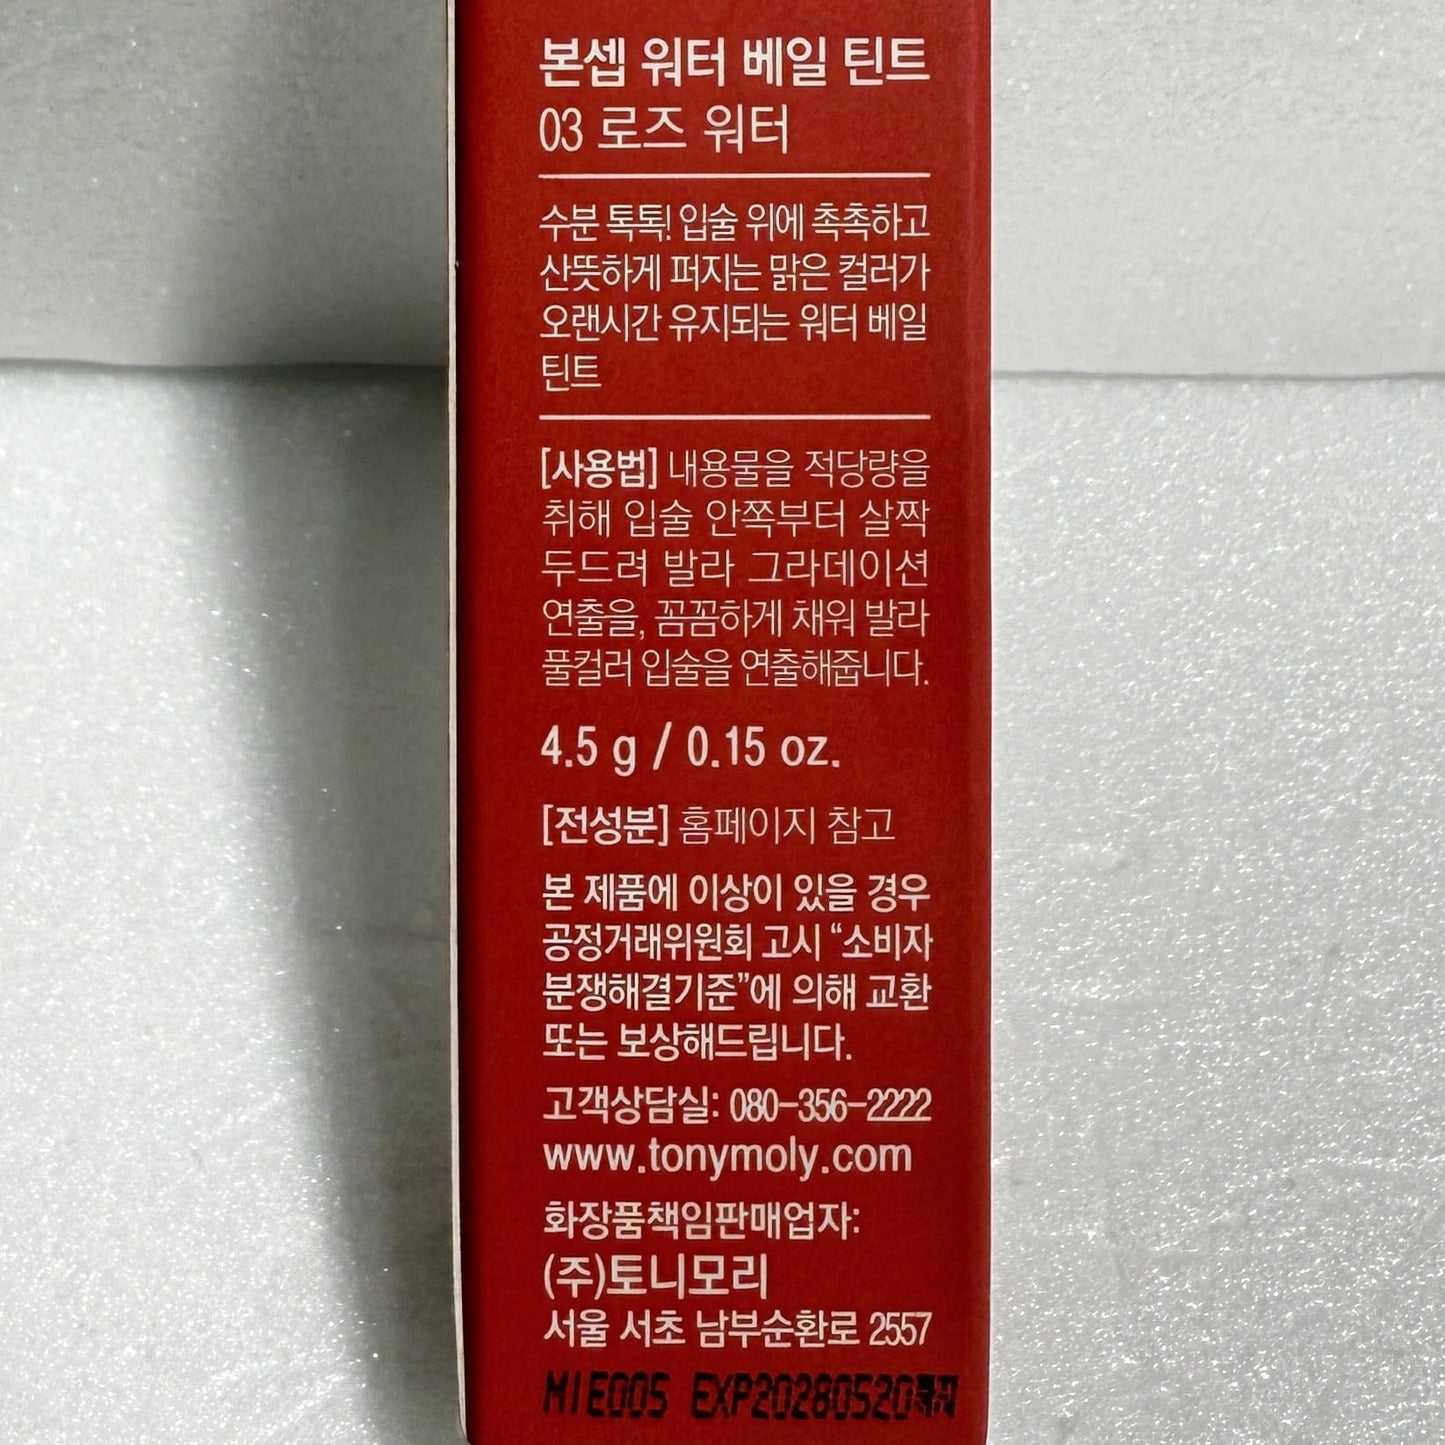 본셉 워터 베일 틴트
03 로즈 워터
수분 톡톡! 입술 위에 촉촉하고
산뜻하게 퍼지는 맑은 컬러가
오랜시간 유지되는 워터 베일
틴트
[사용법] 내용물을 적당량을
취해 입술 안쪽부터 살짝
두드려 발라 그라데이션
연출을, 꼼꼼하게 채워 발라
풀컬러 입술을 연출해줍니다.
4.5 g / 0.15 oz.
[전성분] 홈페이지 참고
본 제품에 이상이 있을 경우
공정거래위원회 고시 “소비자
분쟁해결기준”에 의해 교환
또는 보상해드립니다.
고객상담실: 080-356-2222
www.tonymoly.com
화장품책임판매업자:
(주)토니모리
서울 서초 남부순환로 2557
MIE005 EXP20280520